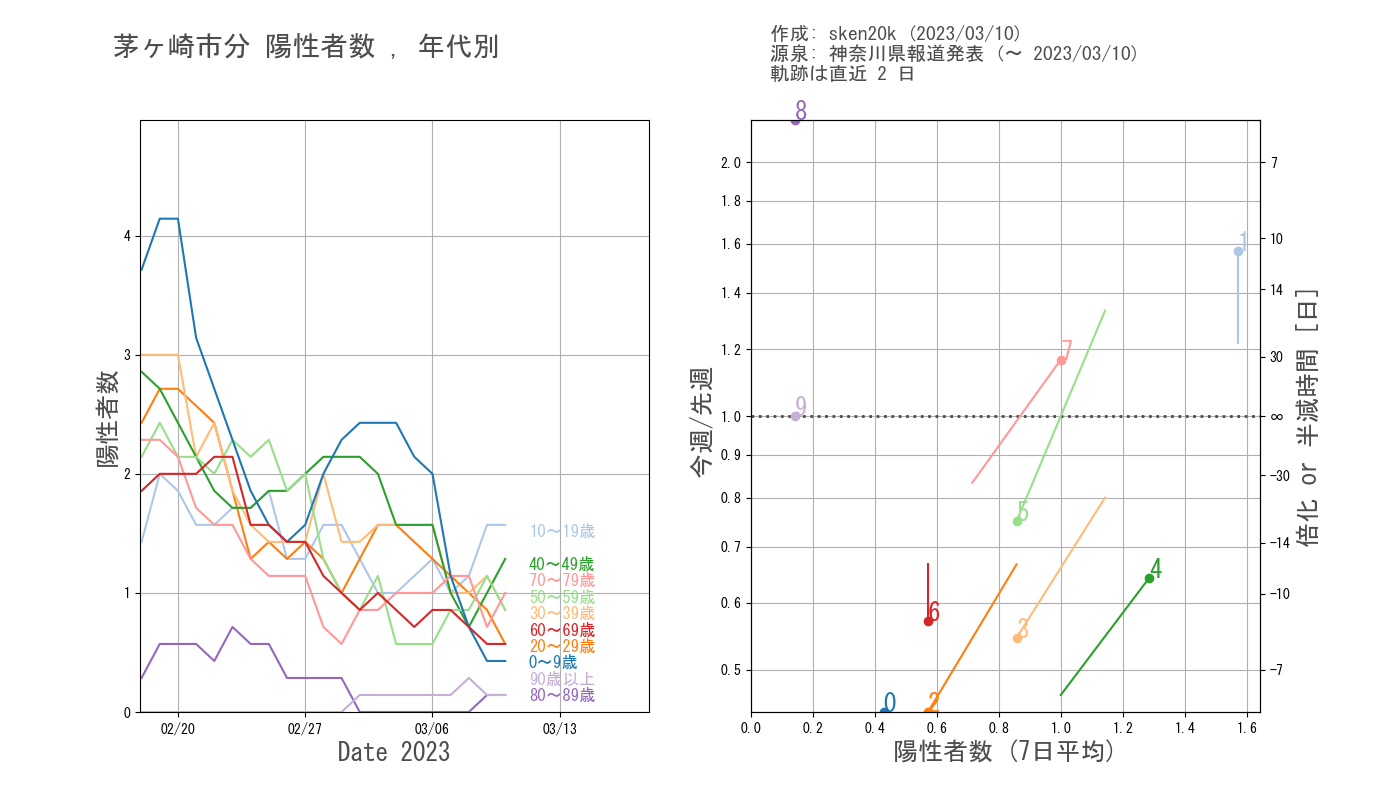 茅ヶ崎市分 陽性者数 , 年代別
作成: sken20k (2023/03/10)
源泉: 神奈川県報道発表 (〜 2023/03/10)
軌跡は直近 2 日
陽性者数
4
3
2
1
0
02/20
02/27
03/06
03/13
Date 2023
10〜19歳
40〜49歳
70〜79歳
50〜59歳
30〜39歳
60〜69歳
20〜29歳
0〜9歳
90歳以上
80〜89歳
今週/先週
2.0
1.8
1.6
1.4
1.2
1.0
0.9
0.8
0.7
0.6
0.5
0.0
0.2
0.4
0.6
0.8
1.0
1.2
1.4
1.6
陽性者数 (7日平均)
8
1
7
9
5
4
6
3
0
2
7
10
14
30
∞
−30
−14
−10
−7
倍化 or 半減時間 [日]